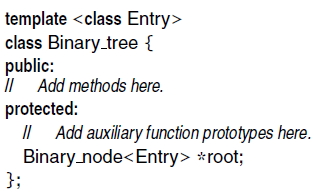 template <class Entry>
class Binary_tree {
public:
// Add methods here.
protected:
// Add auxiliary function prototypes here.
Binary_node<Entry> *root;
};